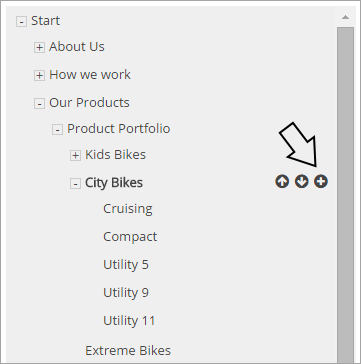 Start
About Us
How we work
Our Products
Product Portfolio
Kids Bikes
City Bikes
Cruising
Compact
Utility 5
Utility 9
Utility 11
Extreme Bikes